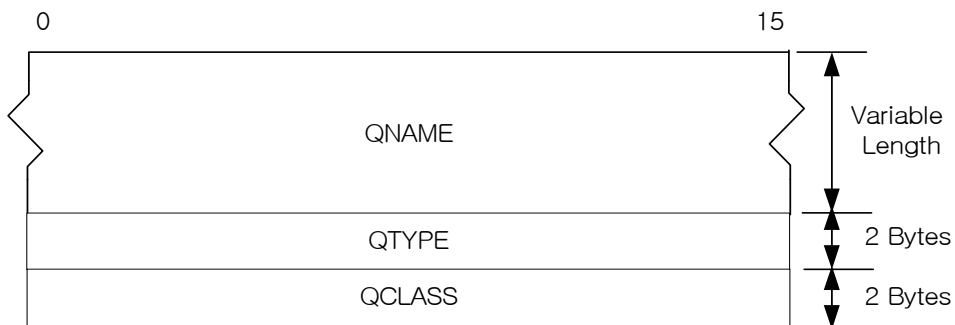 0 15
QNAME
Variable
Length
QTYPE
2 Bytes
QCLASS
2 Bytes